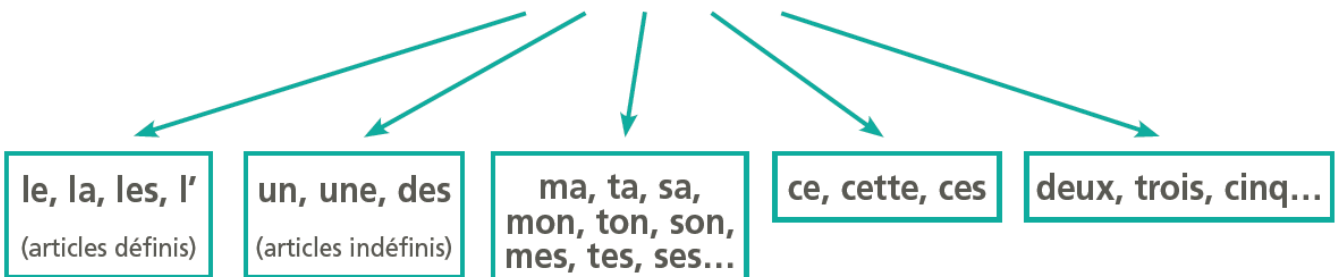 le, la, les, l’
(articles définis)
un, une, des
(articles indéfinis)
ma, ta, sa,
mon, ton, son,
mes, tes, ses…
ce, cette, ces
deux, trois, cinq…